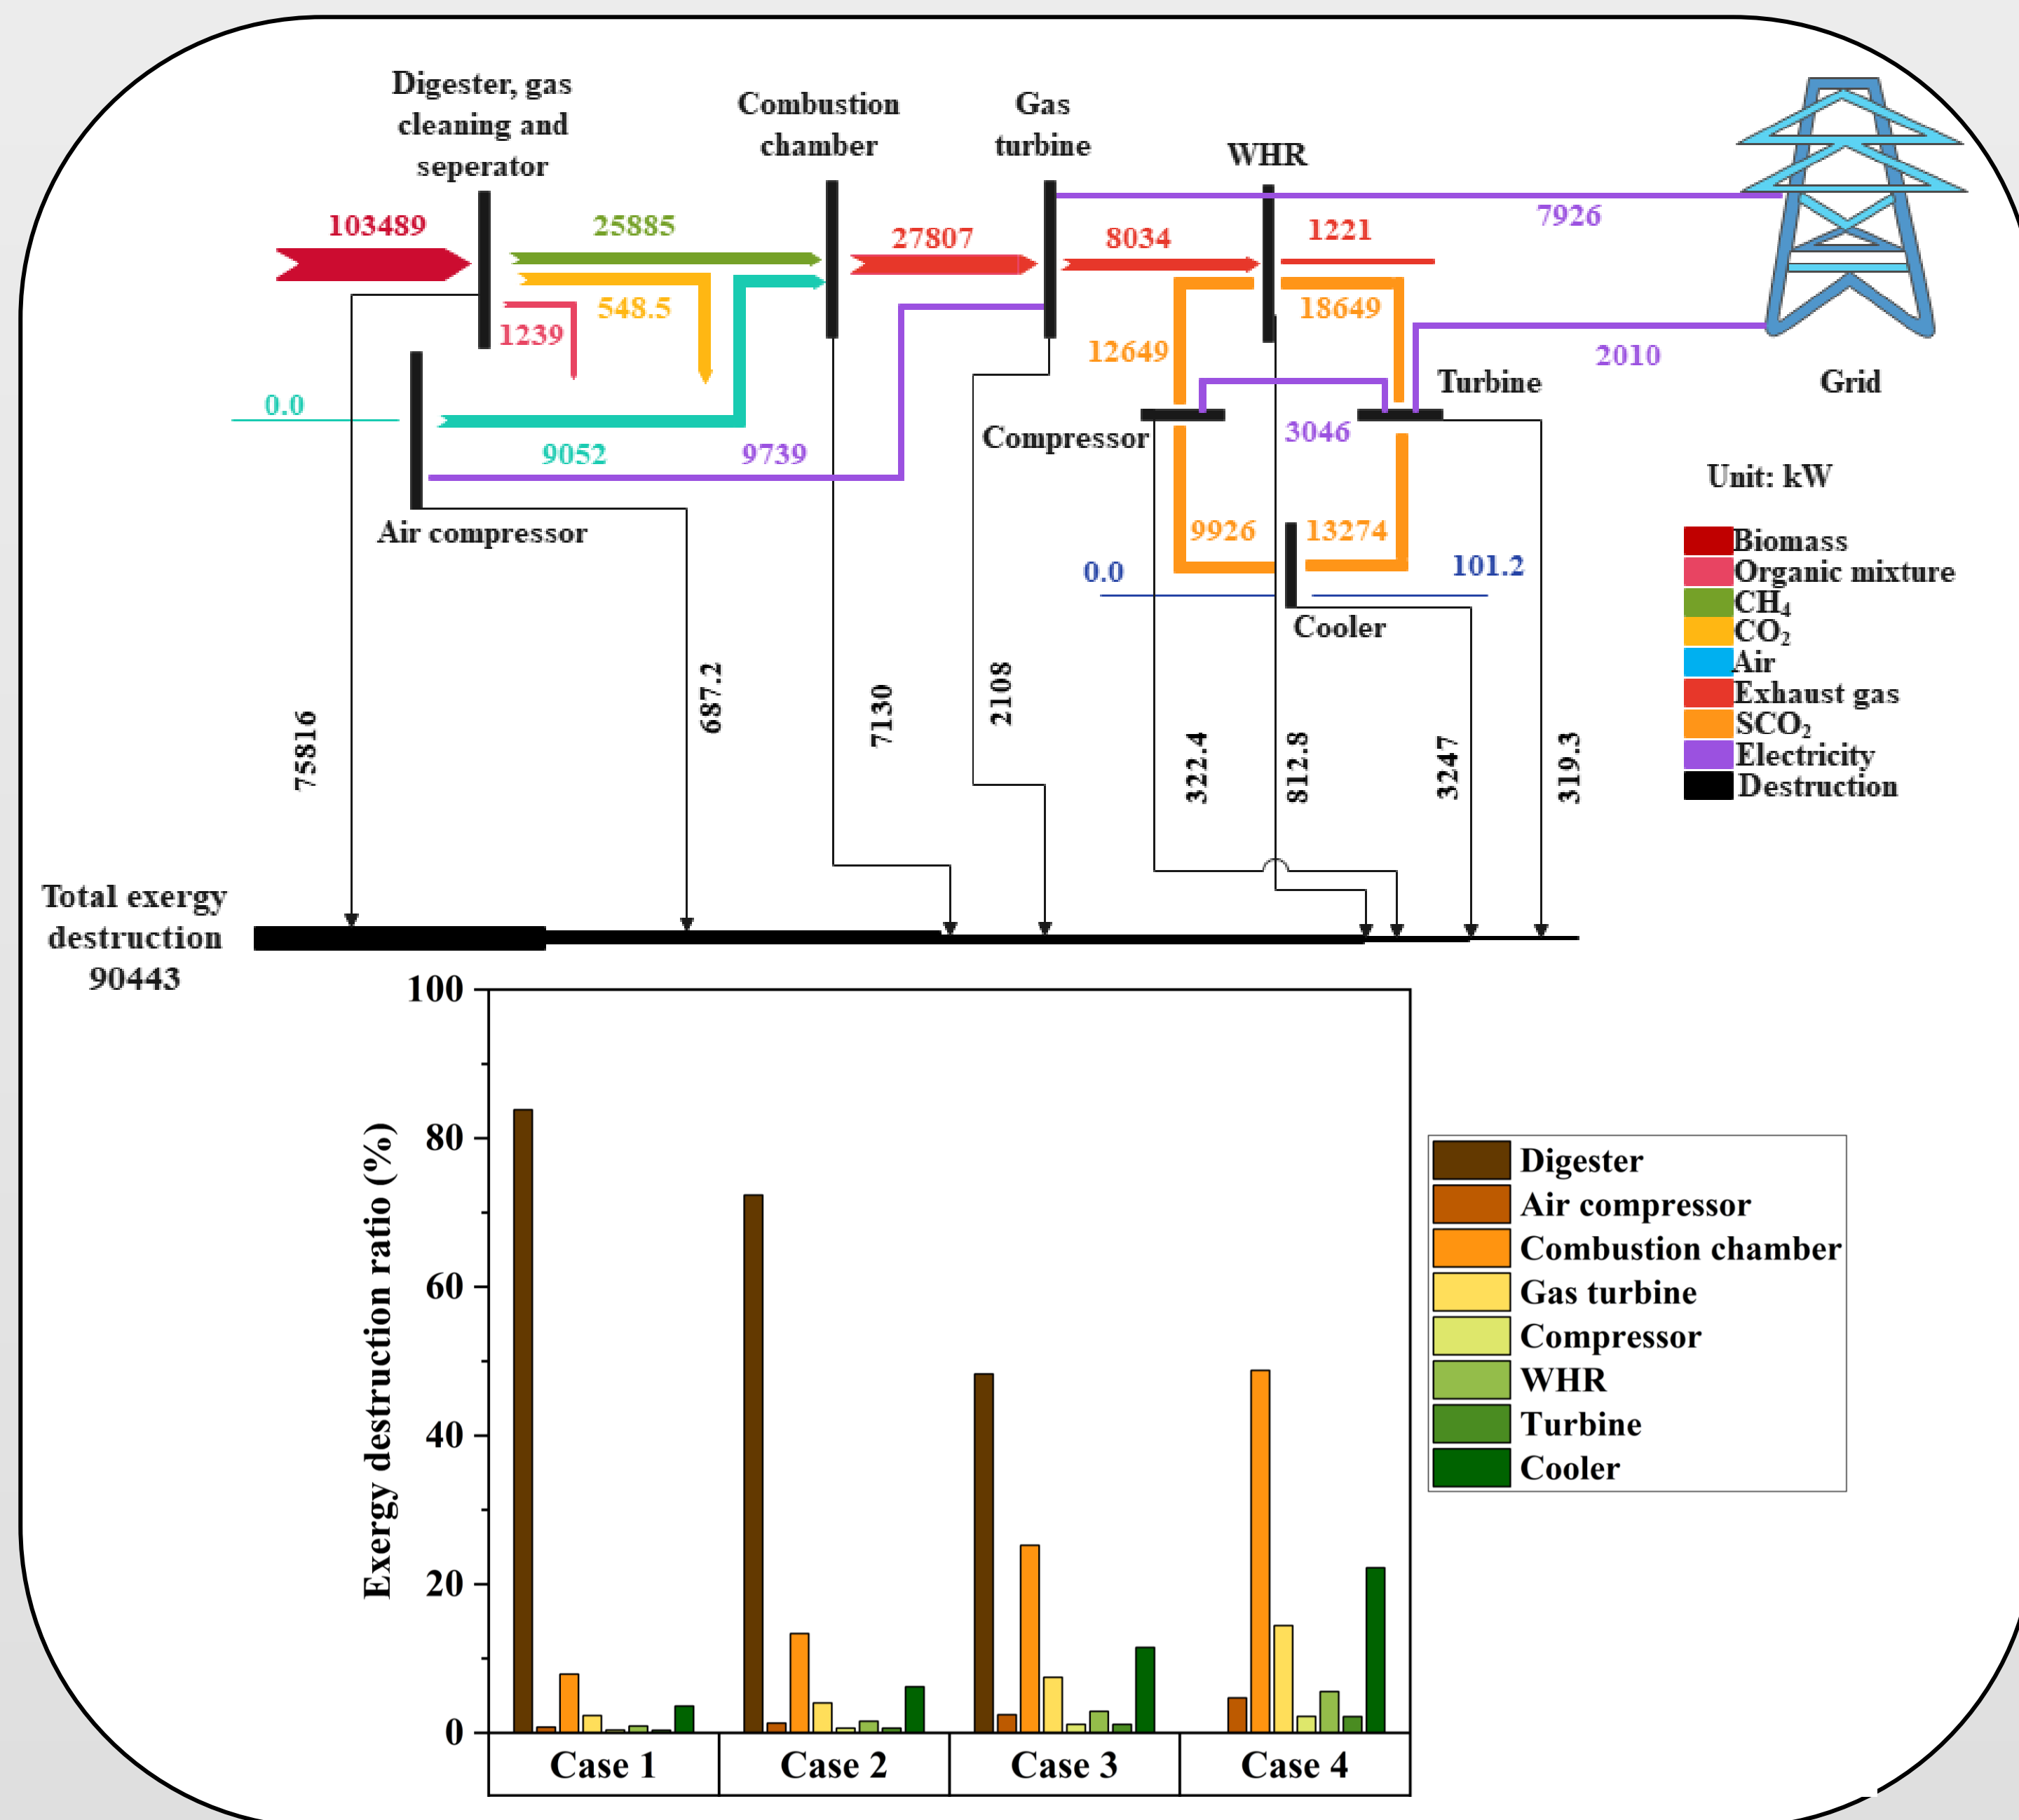 Digester, gas
cleaning and
seperator
Combustion
chamber
Gas
turbine
WHR
103489
25885
27807
8034
1221
7926
548.5
1239
18649
12649
2010
Turbine
Grid
0.0
3046
Compressor
9052
9739
Air compressor
9926
13274
0.0
101.2
Cooler
Unit: kW
Biomass
Organic mixture
CH₄
CO₂
Air
Exhaust gas
SCO₂
Electricity
Destruction
75816
687.2
7130
2108
322.4
812.8
3247
319.3
Total exergy
destruction
90443
Exergy destruction ratio (%)
100
80
60
40
20
0
Case 1
Case 2
Case 3
Case 4
Digester
Air compressor
Combustion chamber
Gas turbine
Compressor
WHR
Turbine
Cooler